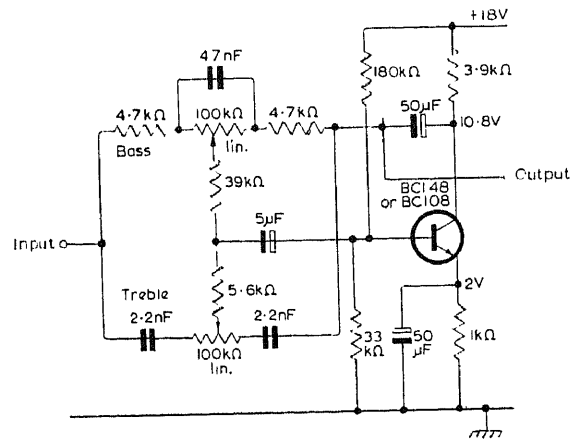 +18V
47nF
180kΩ
3·9kΩ
4.7kΩ
100kΩ
4·7kΩ
50μF
10·8V
Bass
lin.
39kΩ
BC148
or BC108
Output
5μF
Input
Treble
5·6kΩ
2V
2·2nF
2·2nF
100kΩ
lin.
33
kΩ
50
μF
1kΩ